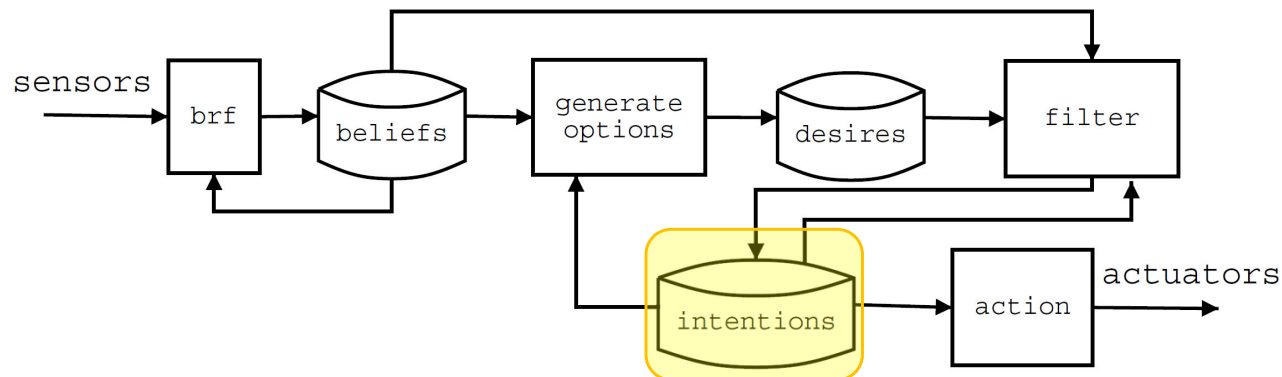 sensors
brf
beliefs
generate
options
desires
filter
intentions
action
actuators